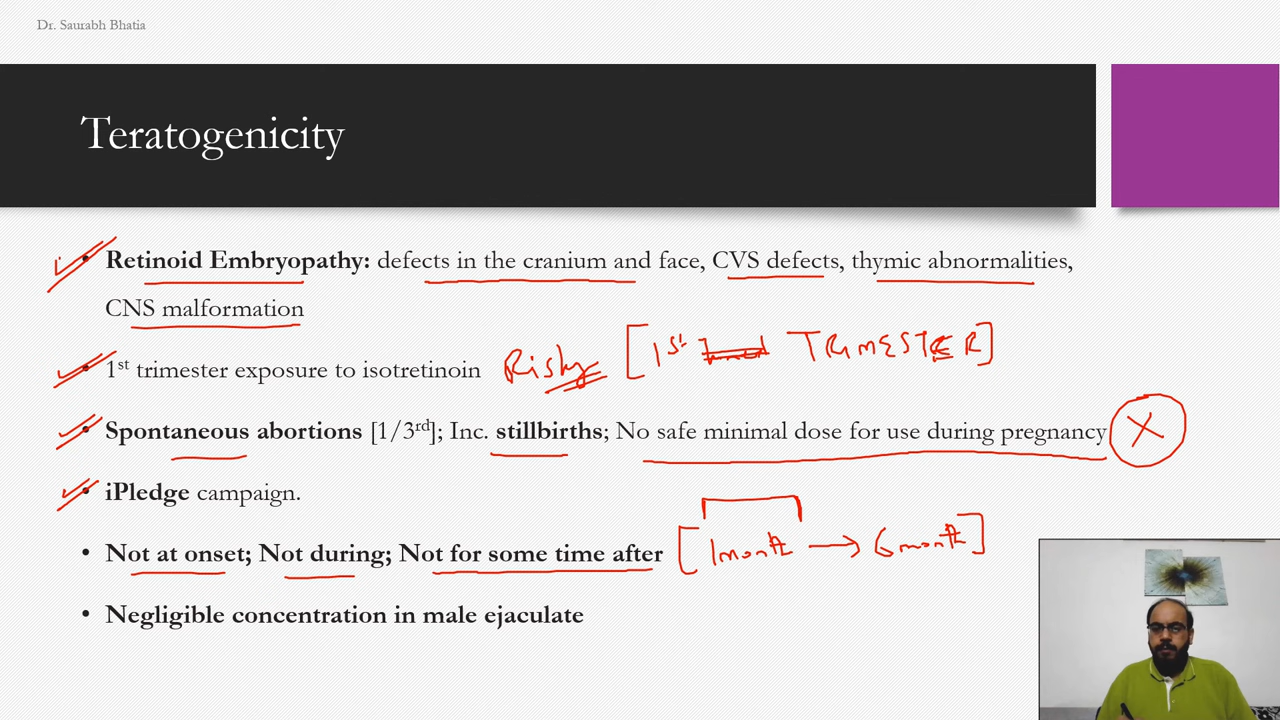 Dr. Saurabh Bhatia
Teratogenicity
• Retinoid Embryopathy: defects in the cranium and face, CVS defects, thymic abnormalities,
CNS malformation
• 1st trimester exposure to isotretinoin Risky [1st TRIMESTER]
• Spontaneous abortions [1/3rd]; Inc. stillbirths; No safe minimal dose for use during pregnancy X
• iPledge campaign.
• Not at onset; Not during; Not for some time after [1month → 6month]
• Negligible concentration in male ejaculate